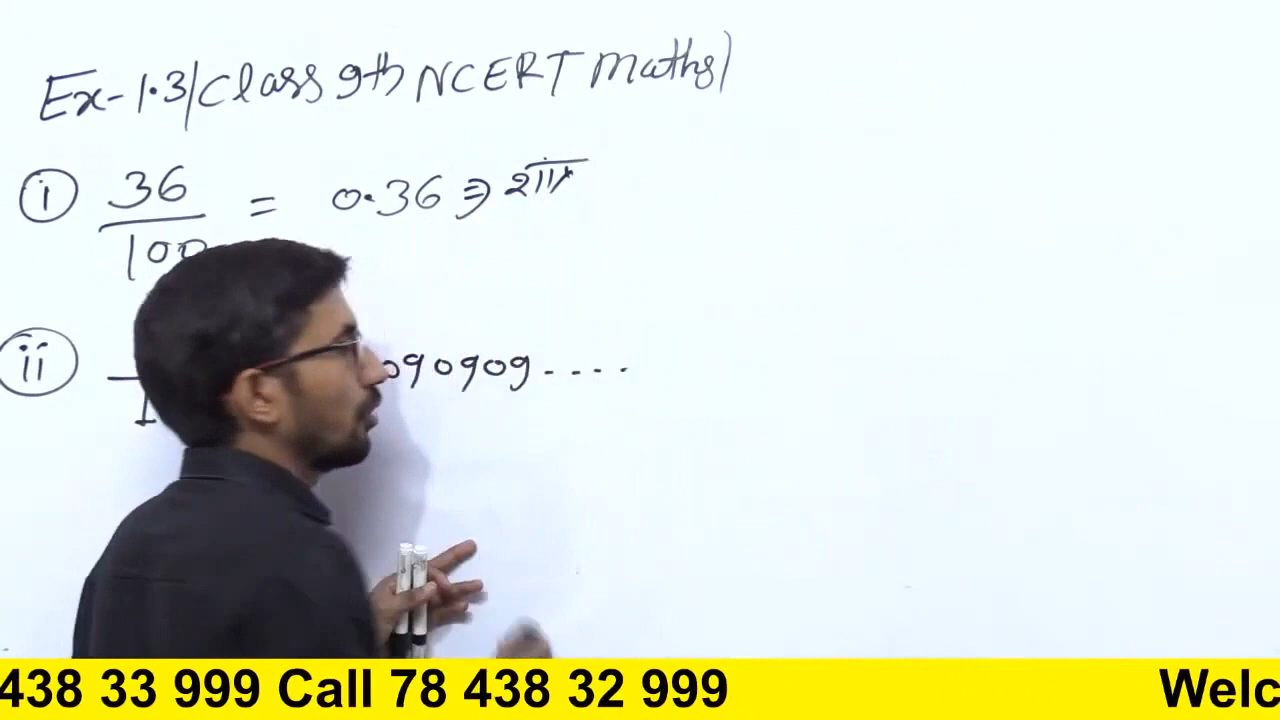 Ex-1.3/Class 9th NCERT Maths)
i 36/100 = 0.36 ⇒ सांत
ii 090909....
438 33 999 Call 78 438 32 999 Welc